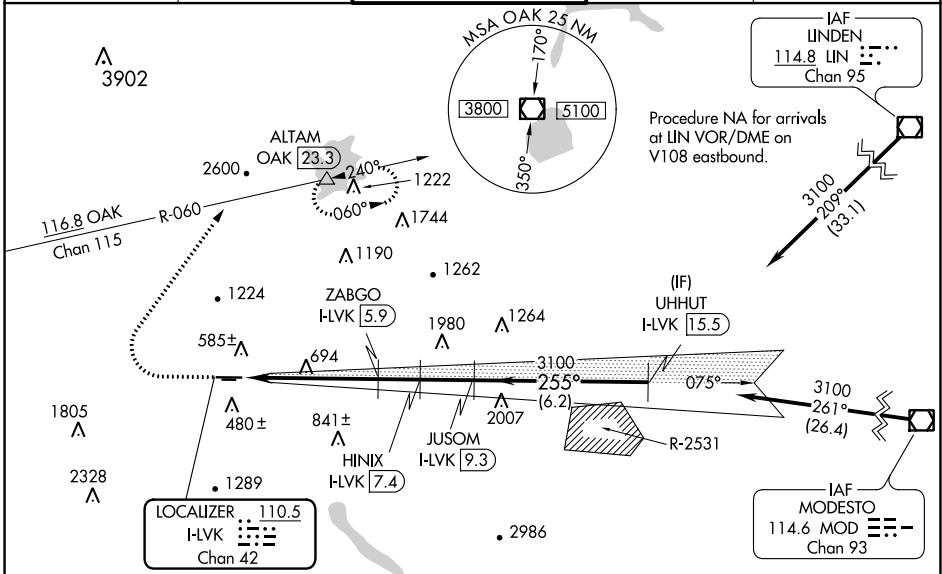 3902
MSA OAK 25 NM
170°
3800
5100
350°
IAF
LINDEN
114.8 LIN
Chan 95
Procedure NA for arrivals
at LIN VOR/DME on
V108 eastbound.
ALTAM
OAK 23.3
2600
240°
1222
060°
1744
116.8 OAK
R-060
Chan 115
3100
209°
(33.1)
1190
1262
1224
ZABGO
I-LVK 5.9
1980
1264
(IF)
UHHUT
I-LVK 15.5
585±
694
3100
255°
(6.2)
075°
3100
261°
(26.4)
1805
480±
841±
HINIX
I-LVK 7.4
JUSOM
I-LVK 9.3
2007
R-2531
2328
1289
LOCALIZER 110.5
I-LVK
Chan 42
2986
IAF
MODESTO
114.6 MOD
Chan 93